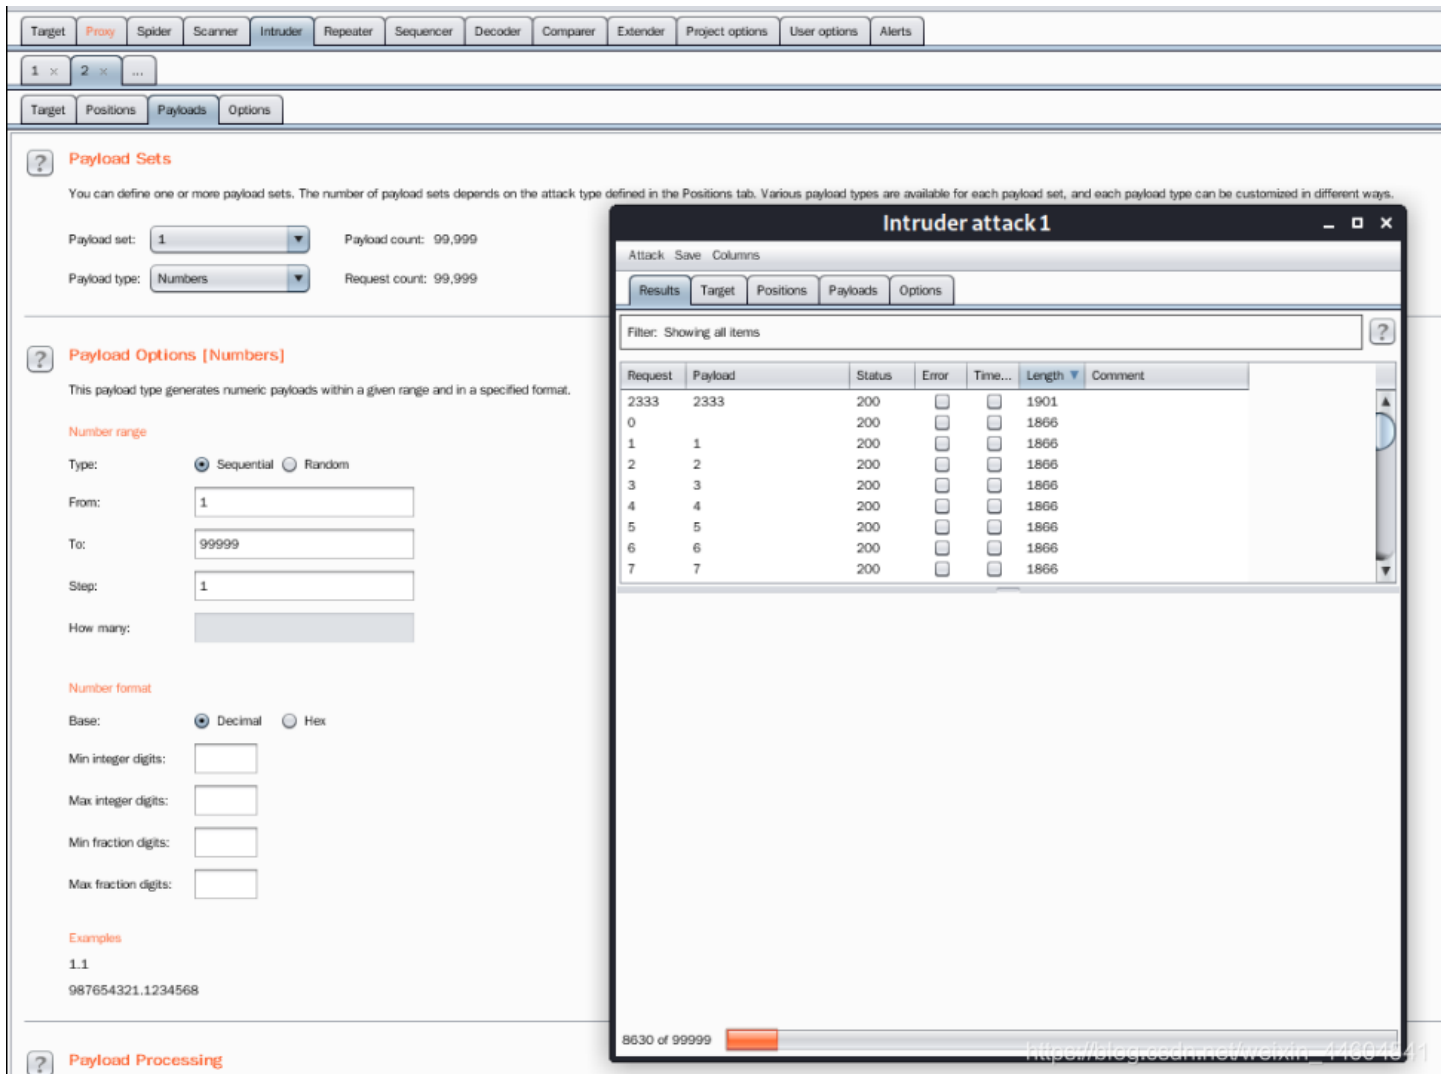 Target Proxy Spider Scanner Intruder Repeater Sequencer Decoder Comparer Extender Project options User options Alerts
1 × 2 × ...
Target Positions Payloads Options
? Payload Sets
You can define one or more payload sets. The number of payload sets depends on the attack type defined in the Positions tab. Various payload types are available for each payload set, and each payload type can be customized in different ways.
Payload set: 1 Payload count: 99,999
Payload type: Numbers Request count: 99,999
? Payload Options [Numbers]
This payload type generates numeric payloads within a given range and in a specified format.
Number range
Type: Sequential Random
From: 1
To: 99999
Step: 1
How many:
Number format
Base: Decimal Hex
Min integer digits:
Max integer digits:
Min fraction digits:
Max fraction digits:
Examples
1.1
987654321.1234568
? Payload Processing
Intruder attack 1
Attack Save Columns
Results Target Positions Payloads Options
Filter: Showing all items ?
Request Payload Status Error Time... Length Comment
2333 2333 200 1901
0 200 1866
1 1 200 1866
2 2 200 1866
3 3 200 1866
4 4 200 1866
5 5 200 1866
6 6 200 1866
7 7 200 1866
8630 of 99999
https://blog.csdn.net/weixin_44604541